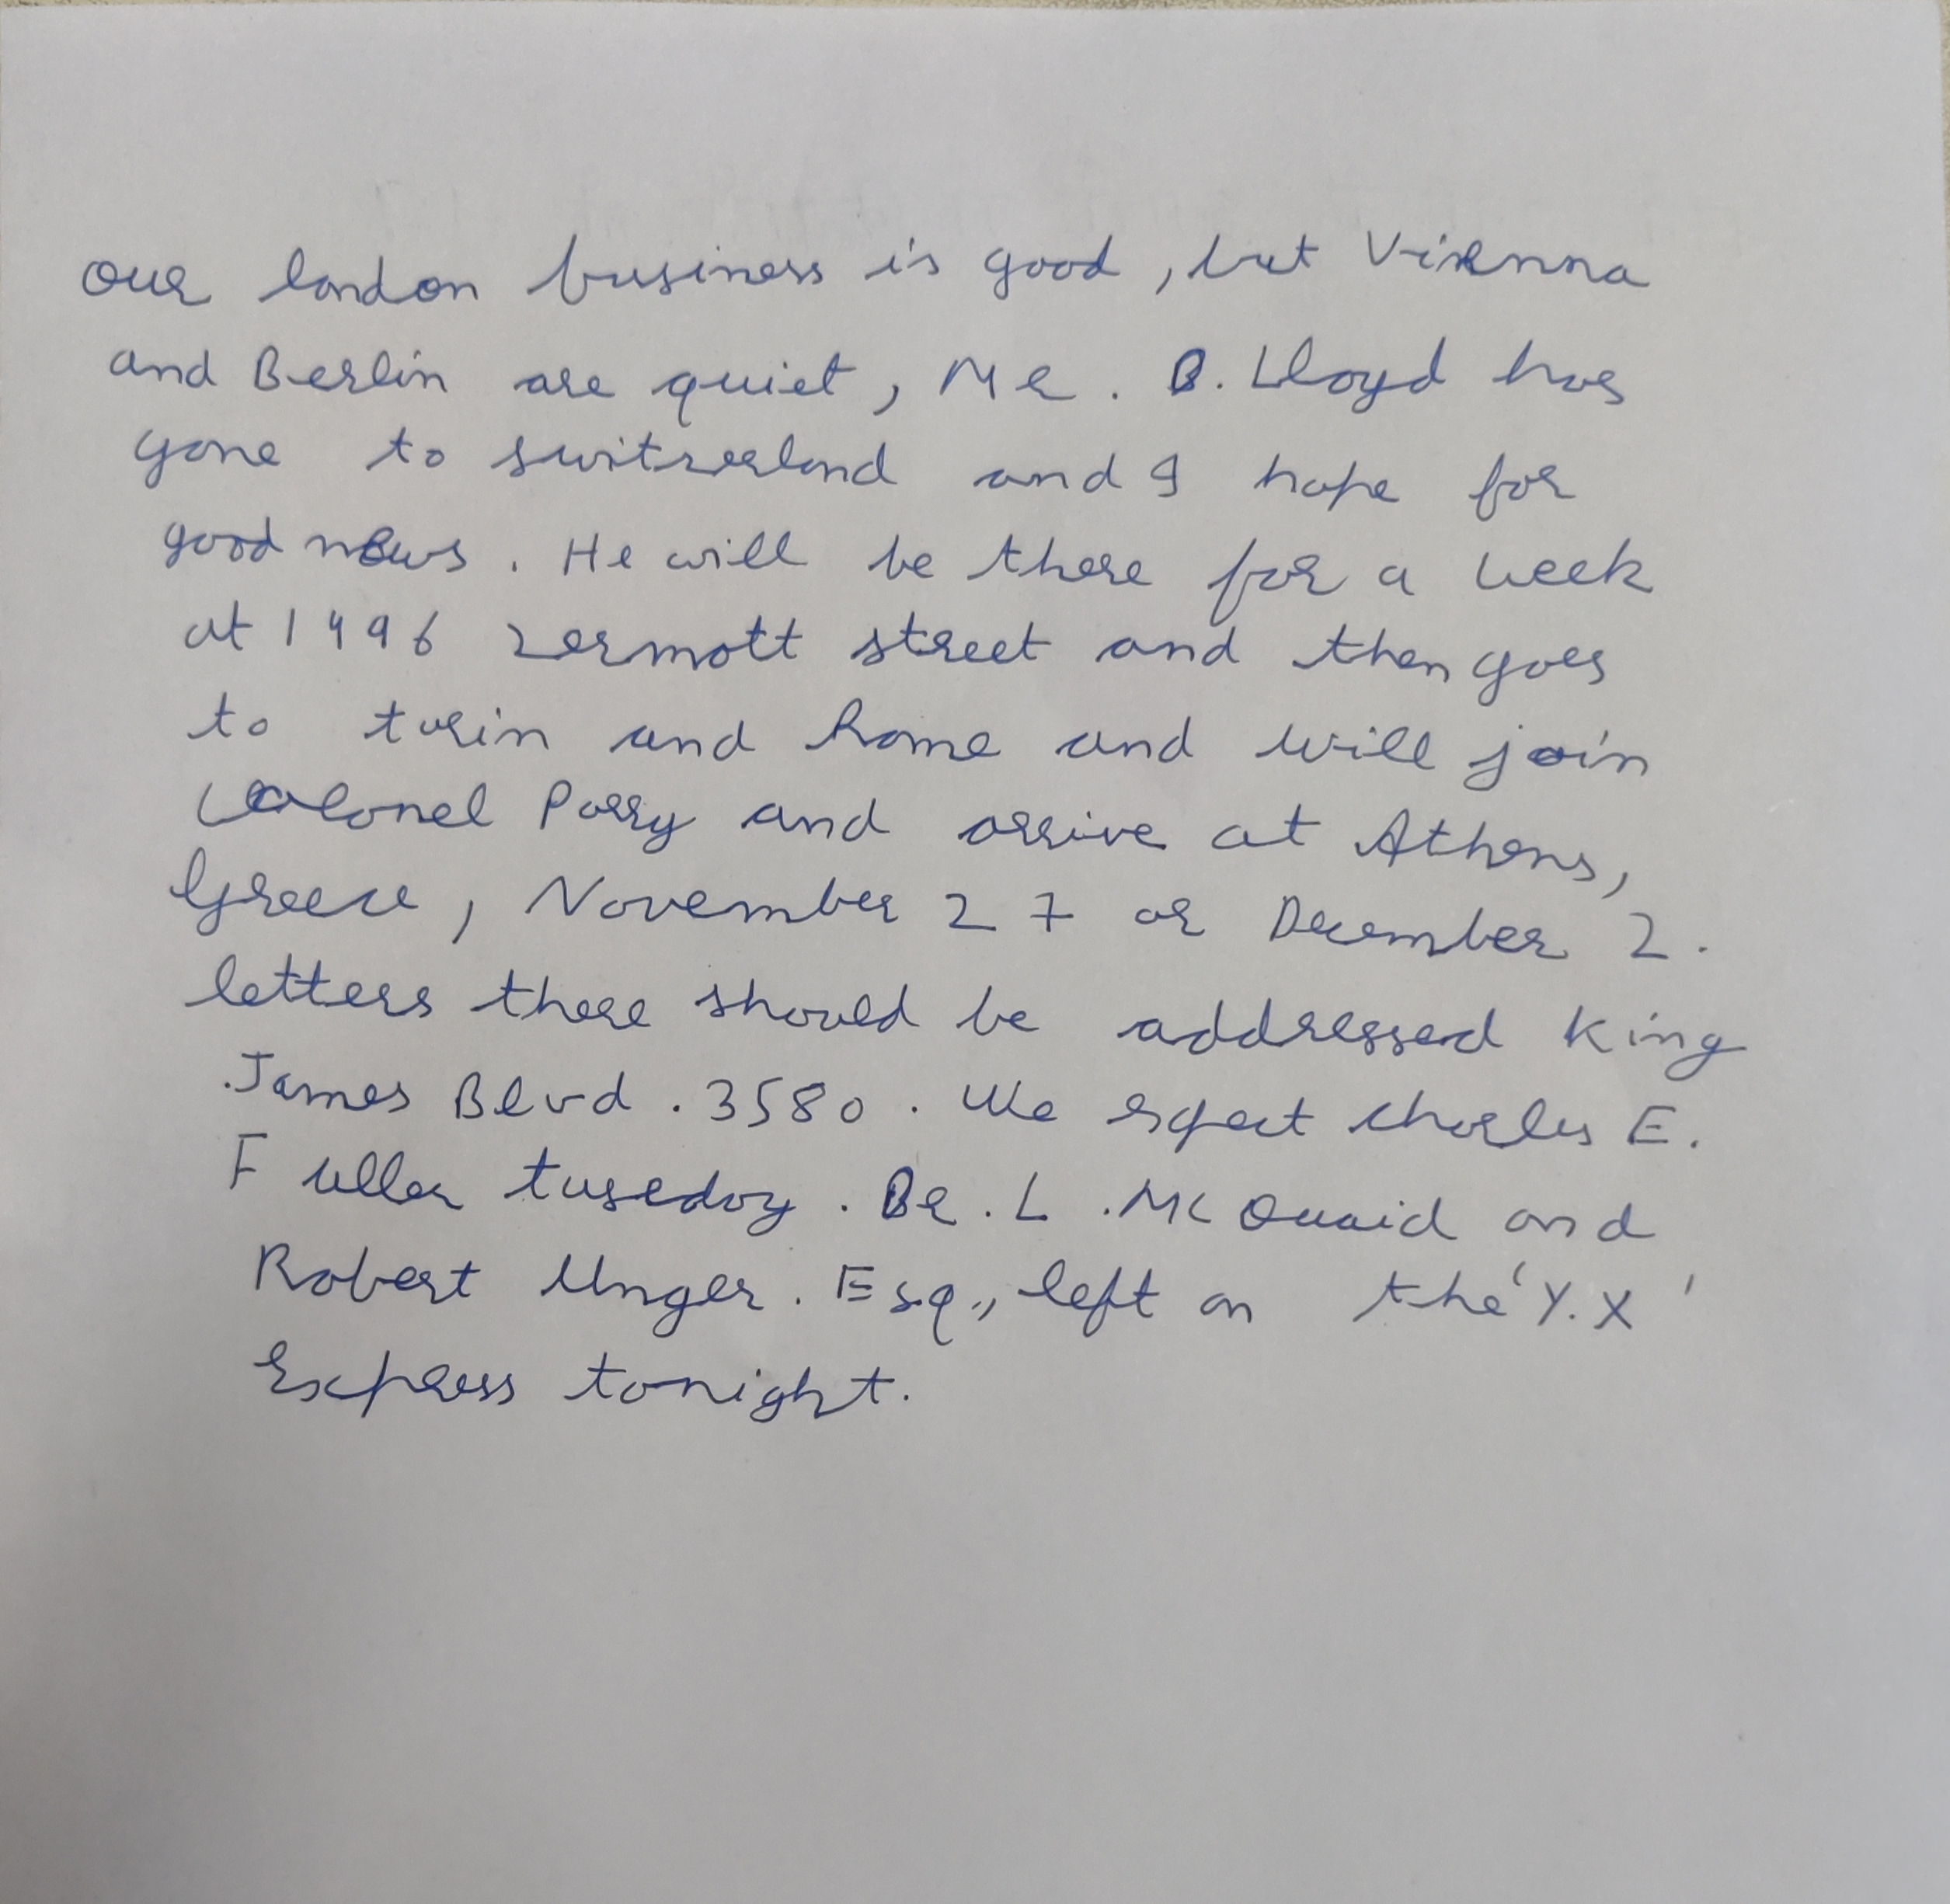 our london business is good, but Vienna
and Berlin are quiet, Mr. D. Lloyd has
gone to switzerland and I hope for
good news. He will be there for a week
at 1496 zermott street and then goes
to turin and Rome and will join
Colonel Parry and arrive at Athens,
Greece, November 27 or December 2.
letters there should be addressed King
James Blvd. 3580. We expect charles E.
Fuller tusedoy. Dr. L. Mc Quaid and
Robert Unger. Esq., left on the 'Y.X'
Express tonight.